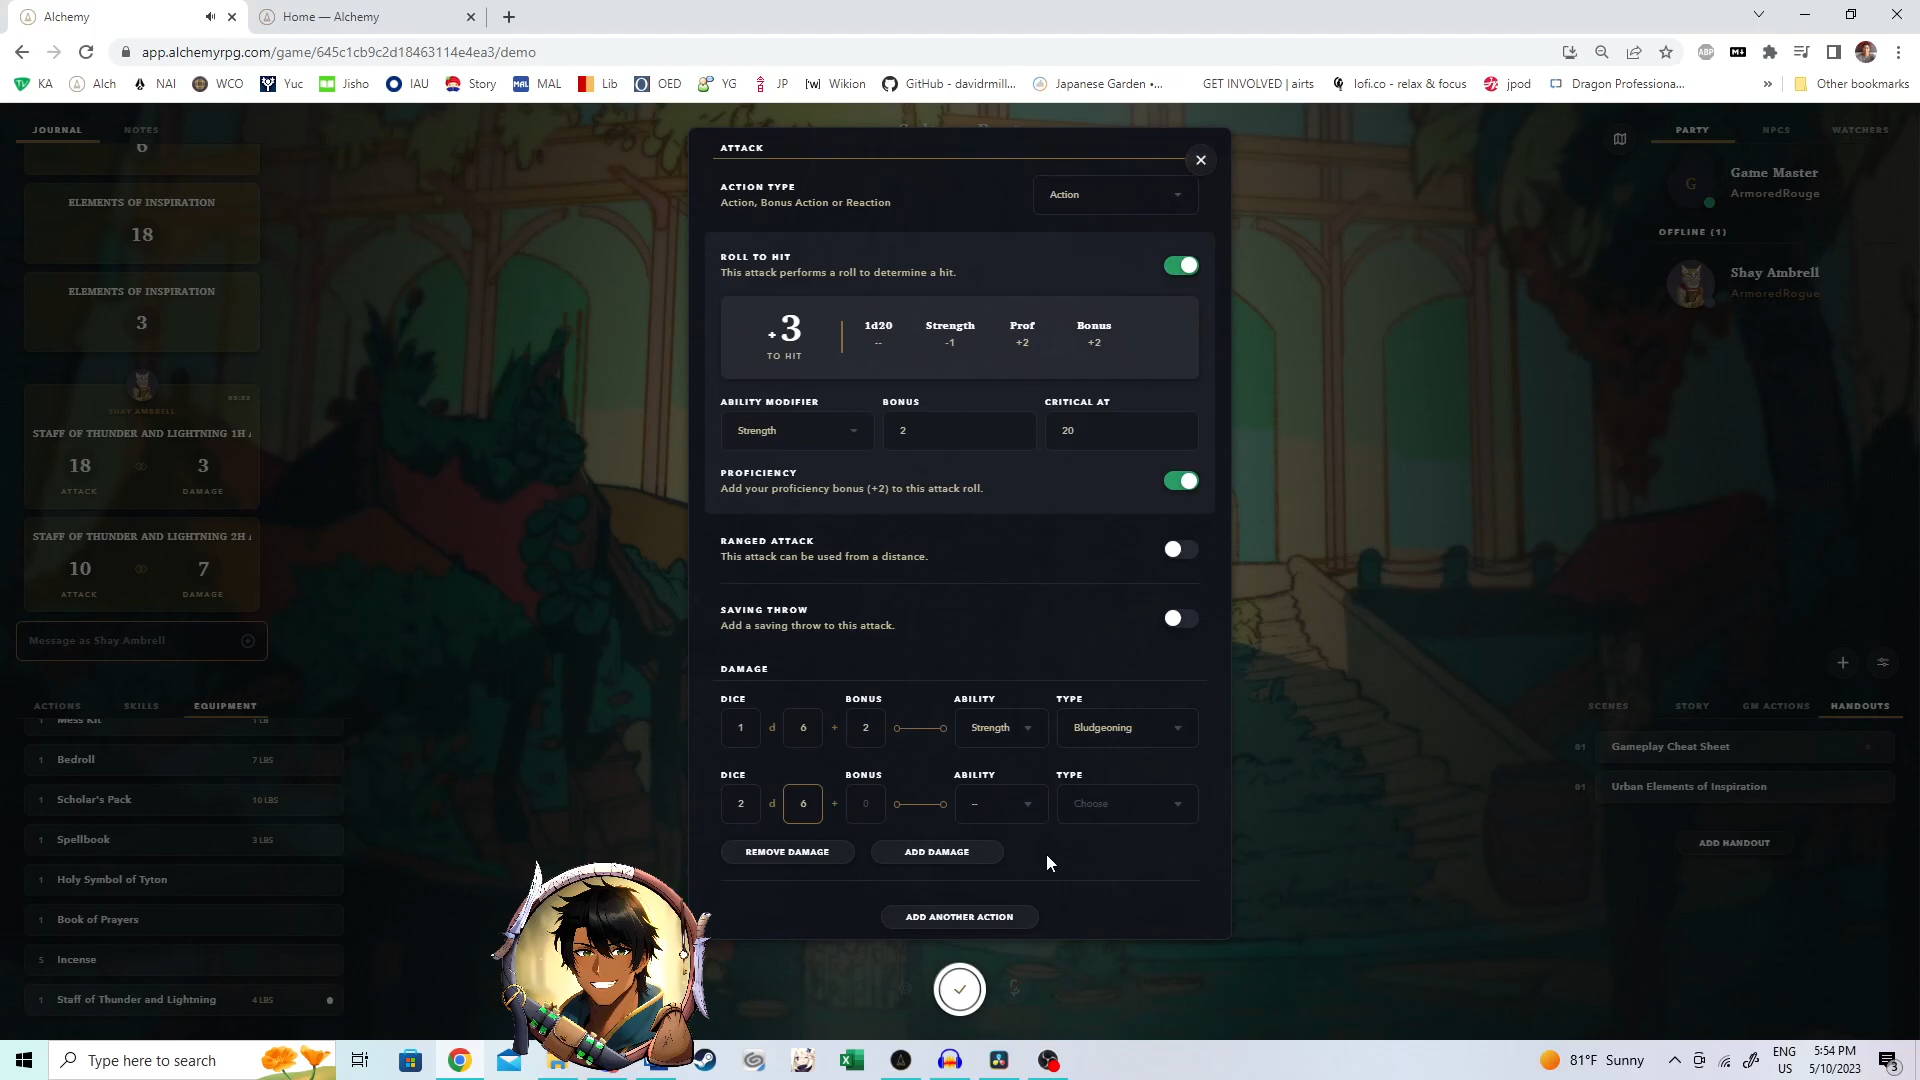 Alchemy
Home — Alchemy
app.alchemyrpg.com/game/645c1cb9c2d18463114e4ea3/demo
KA
Alch
NAI
WCO
Yuc
Jisho
IAU
Story
MAL
Lib
OED
YG
JP
Wikion
GitHub - davidrmill...
Japanese Garden •...
GET INVOLVED | airts
lofi.co - relax & focus
jpod
Dragon Professiona...
»
Other bookmarks
JOURNAL
NOTES
6
ELEMENTS OF INSPIRATION
18
ELEMENTS OF INSPIRATION
3
SHAY AMBRELL
STAFF OF THUNDER AND LIGHTNING 1H
18
3
ATTACK
DAMAGE
STAFF OF THUNDER AND LIGHTNING 2H
10
7
ATTACK
DAMAGE
Message as Shay Ambrell
ACTIONS
SKILLS
EQUIPMENT
1 Mess Kit 1 LB
1 Bedroll 7 LBS
1 Scholar's Pack 10 LBS
1 Spellbook 3 LBS
1 Holy Symbol of Tyton
1 Book of Prayers
5 Incense
1 Staff of Thunder and Lightning 4 LBS
ATTACK
ACTION TYPE
Action, Bonus Action or Reaction
Action
ROLL TO HIT
This attack performs a roll to determine a hit.
+3
TO HIT
1d20 Strength Prof Bonus
-- -1 +2 +2
ABILITY MODIFIER
BONUS
CRITICAL AT
Strength
2
20
PROFICIENCY
Add your proficiency bonus (+2) to this attack roll.
RANGED ATTACK
This attack can be used from a distance.
SAVING THROW
Add a saving throw to this attack.
DAMAGE
DICE BONUS ABILITY TYPE
1 d 6 + 2 Strength Bludgeoning
DICE BONUS ABILITY TYPE
2 d 6 + 0 -- Choose
REMOVE DAMAGE
ADD DAMAGE
ADD ANOTHER ACTION
PARTY
NPCS
WATCHERS
G
Game Master
ArmoredRouge
OFFLINE (1)
Shay Ambrell
ArmoredRogue
SCENES
STORY
GM ACTIONS
HANDOUTS
01 Gameplay Cheat Sheet
01 Urban Elements of Inspiration
ADD HANDOUT
Type here to search
81°F Sunny
ENG
US
5:54 PM
5/10/2023
3